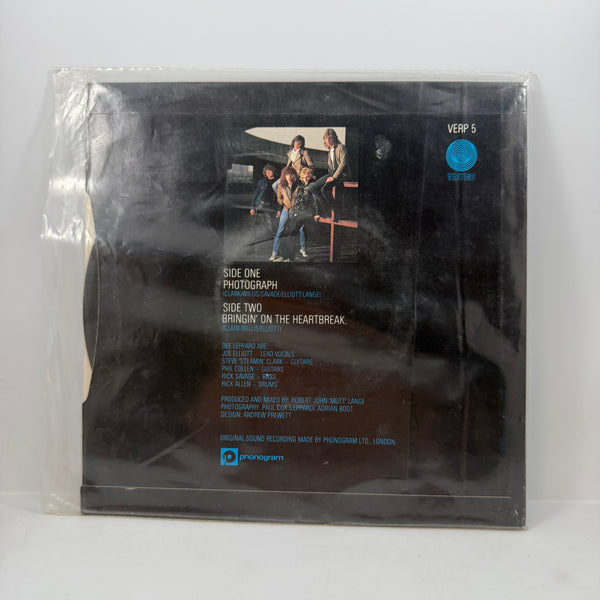 VERP 5
VERTIGO
SIDE ONE
PHOTOGRAPH
(CLARK/WILLIS/SAVAGE/ELLIOTT/LANGE)
SIDE TWO
BRINGIN' ON THE HEARTBREAK.
(CLARK/WILLIS/ELLIOTT)
DEF LEPPARD ARE
JOE ELLIOTT – LEAD VOCALS
STEVE 'STEAMIN' CLARK – GUITARS
PHIL COLLEN – GUITARS
RICK SAVAGE – BASS
RICK ALLEN – DRUMS
PRODUCED AND MIXED BY: ROBERT JOHN "MUTT" LANGE
PHOTOGRAPHY: PAUL COX (LEPPARD), ADRIAN BOOT.
DESIGN: ANDREW PREWETT
ORIGINAL SOUND RECORDING MADE BY PHONOGRAM LTD., LONDON.
phonogram